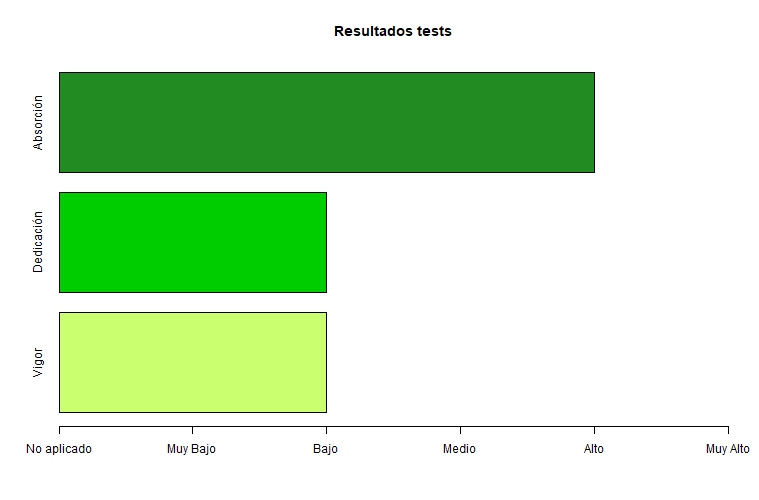 Resultados tests
Absorción
Dedicación
Vigor
No aplicado Muy Bajo Bajo Medio Alto Muy Alto